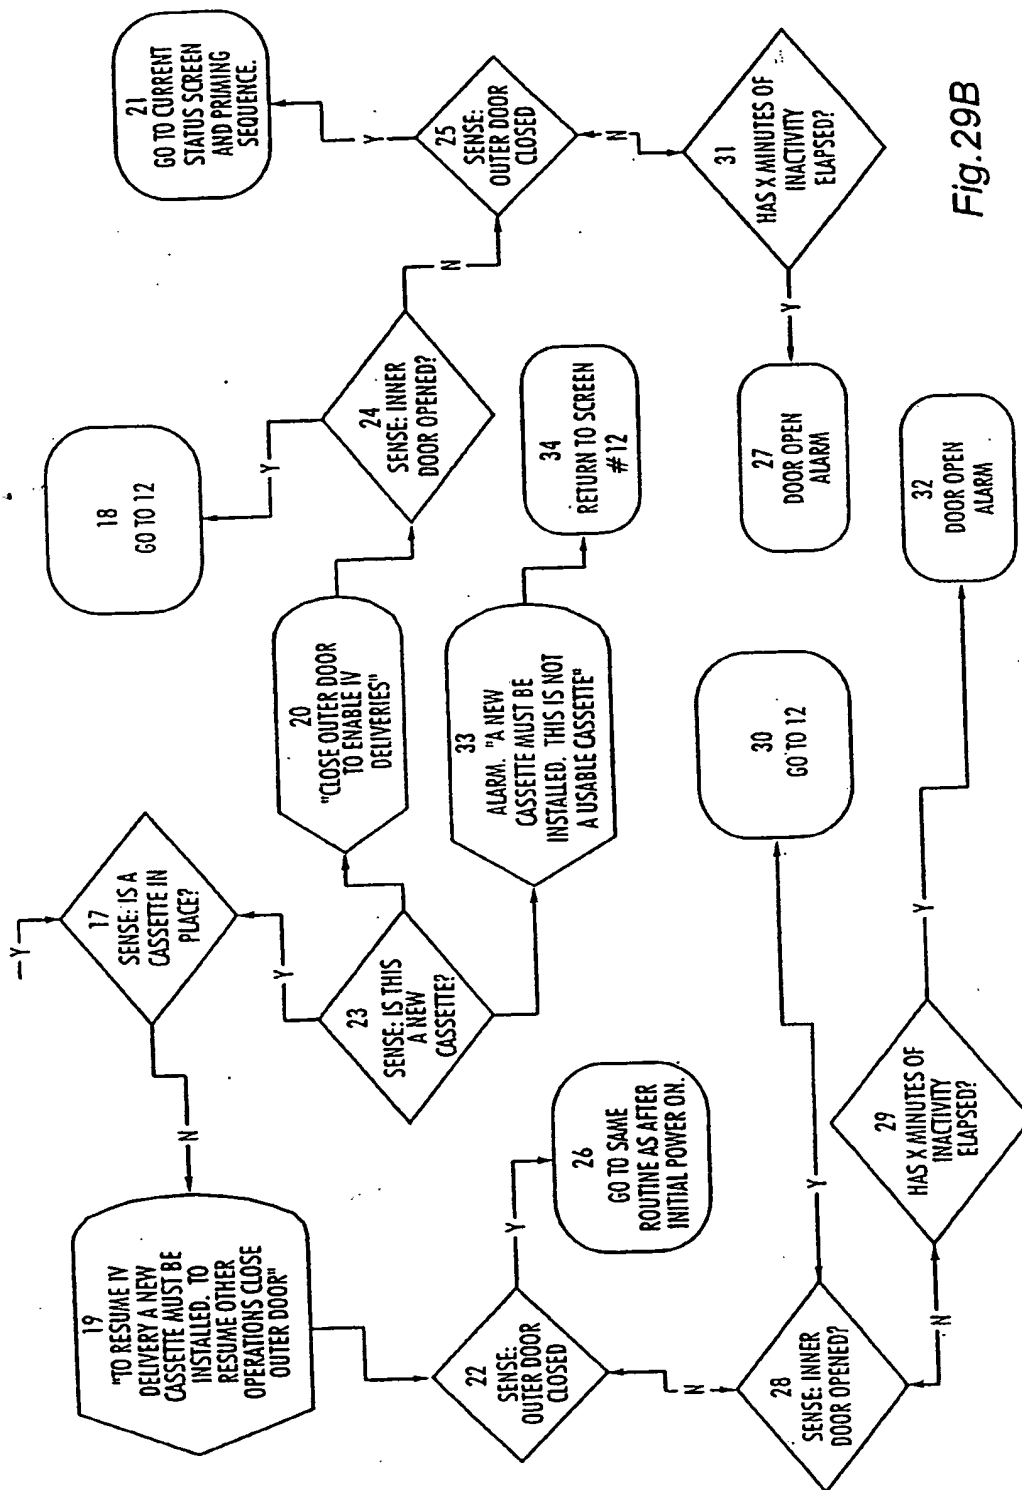 Y
17
SENSE: IS A
CASSETTE IN
PLACE?
N
19
"TO RESUME IV
DELIVERY A NEW
CASSETTE MUST BE
INSTALLED. TO
RESUME OTHER
OPERATIONS CLOSE
OUTER DOOR"
Y
23
SENSE: IS THIS
A NEW
CASSETTE?
20
"CLOSE OUTER DOOR
TO ENABLE IV
DELIVERIES"
33
ALARM. "A NEW
CASSETTE MUST BE
INSTALLED. THIS IS NOT
A USABLE CASSETTE"
34
RETURN TO SCREEN
#12
24
SENSE: INNER
DOOR OPENED?
Y
18
GO TO 12
N
25
SENSE:
OUTER DOOR
CLOSED
Y
21
GO TO CURRENT
STATUS SCREEN
AND PRIMING
SEQUENCE.
N
31
HAS X MINUTES OF
INACTIVITY
ELAPSED?
Y
27
DOOR OPEN
ALARM
22
SENSE:
OUTER DOOR
CLOSED
Y
26
GO TO SAME
ROUTINE AS AFTER
INITIAL POWER ON.
N
28
SENSE: INNER
DOOR OPENED?
Y
30
GO TO 12
N
29
HAS X MINUTES OF
INACTIVITY
ELAPSED?
Y
32
DOOR OPEN
ALARM
Fig.29B